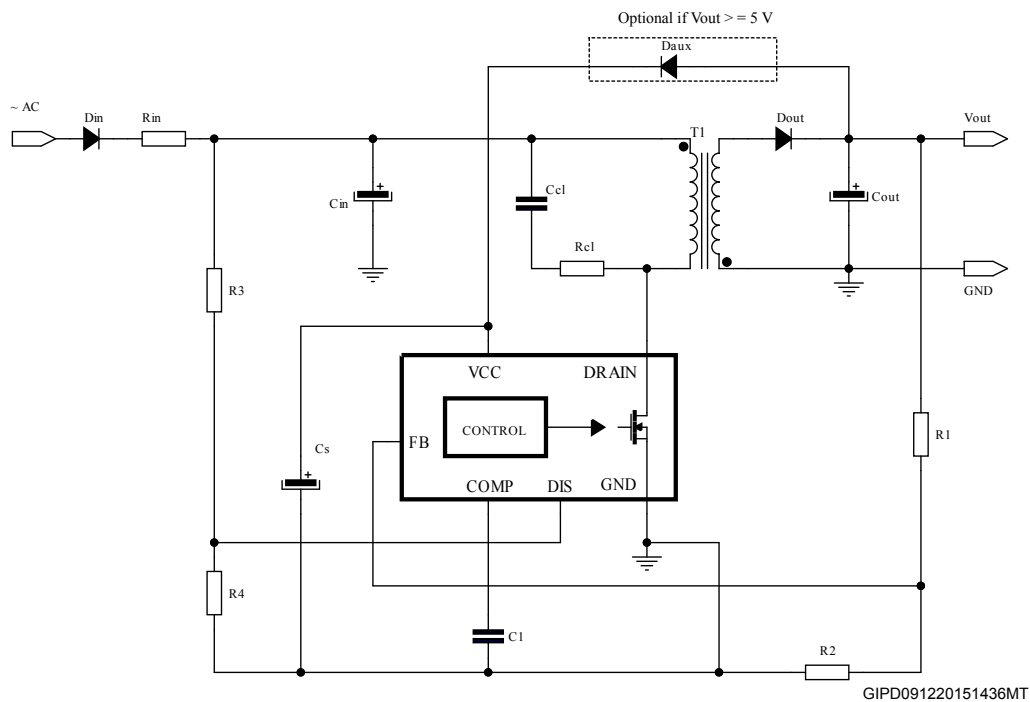 Optional if Vout > = 5 V
Daux
~ AC
Din
Rin
T1
Dout
Vout
Cin
+
Ccl
+
Cout
Rcl
R3
GND
VCC
DRAIN
CONTROL
FB
R1
Cs
+
COMP
DIS
GND
R4
C1
R2
GIPD091220151436MT